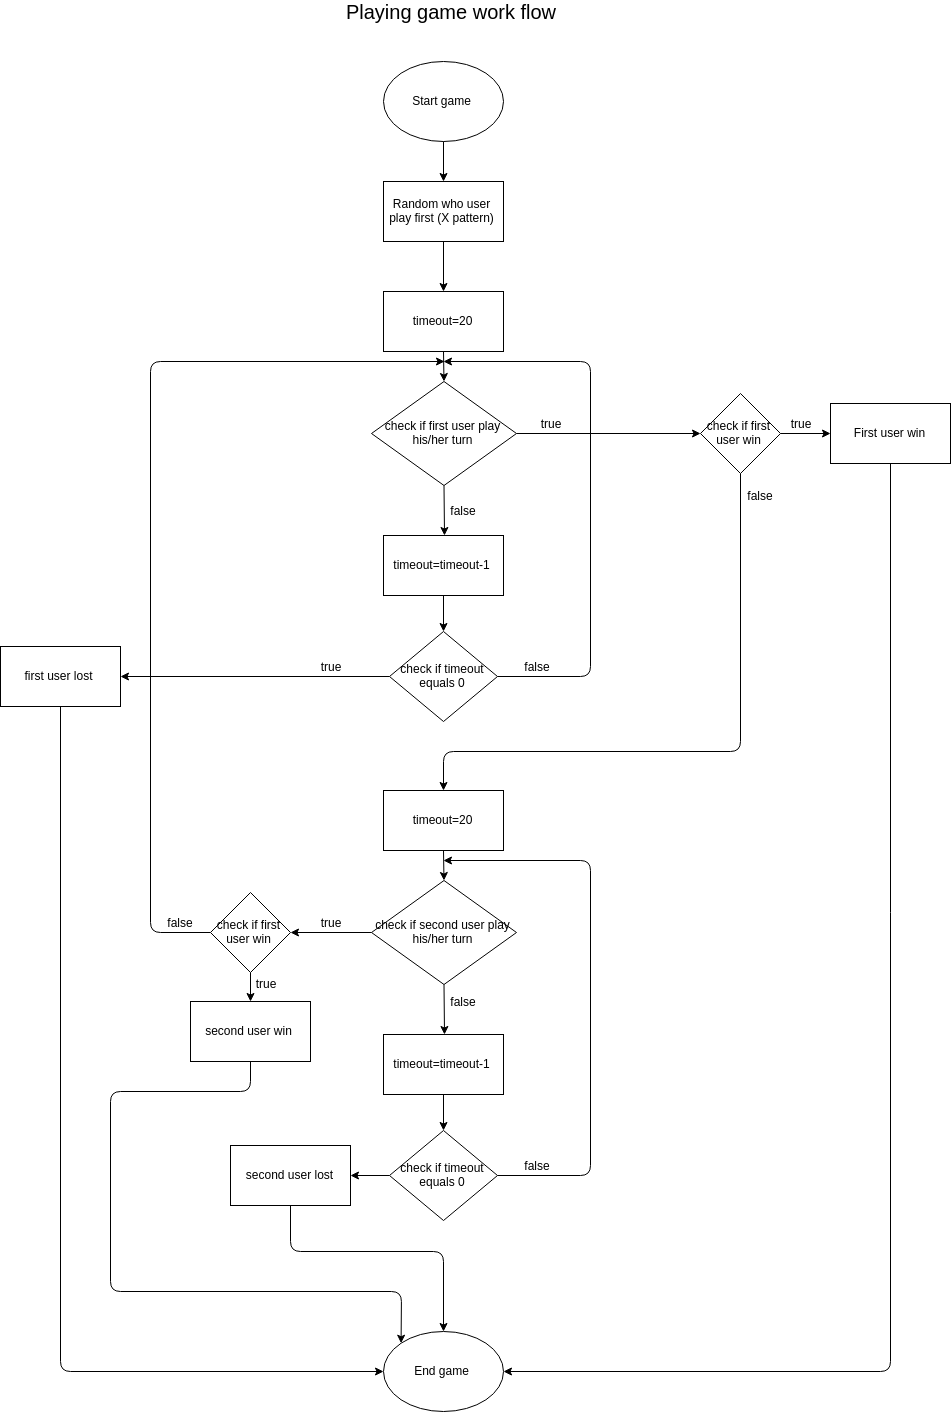 Playing game work flow
Start game
Random who user
play first (X pattern)
timeout=20
check if first user play
his/her turn
true
check if first
user win
true
First user win
false
false
timeout=timeout-1
check if timeout
equals 0
true
false
first user lost
timeout=20
check if second user play
his/her turn
true
check if first
user win
false
true
second user win
false
timeout=timeout-1
check if timeout
equals 0
false
second user lost
End game